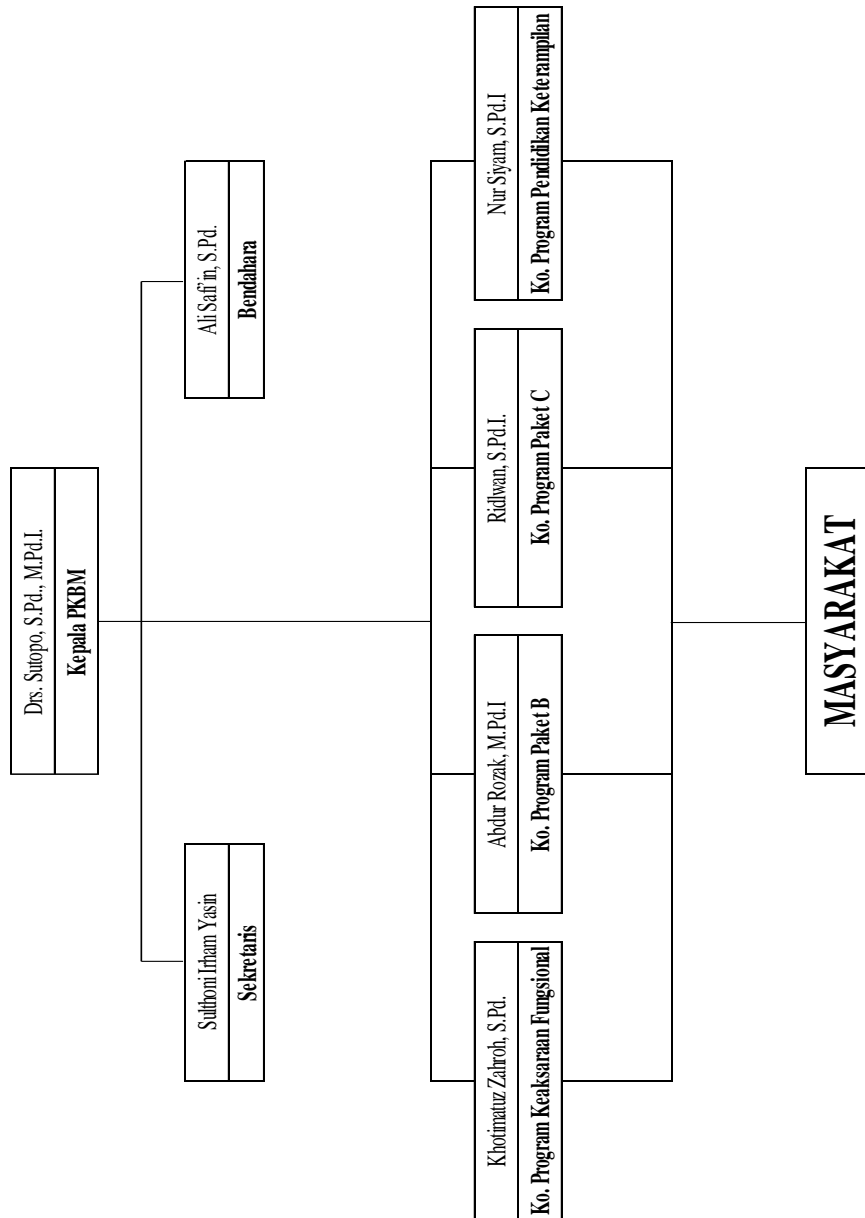 Drs. Sutopo, S.Pd., M.Pd.I.
Kepala PKBM
Sulthoni Irham Yasin
Sekretaris
Ali Safi'in, S.Pd.
Bendahara
Khotimatuz Zahroh, S.Pd.
Ko. Program Keaksaraan Fungsional
Abdur Rozak, M.Pd.I
Ko. Program Paket B
Ridlwan, S.Pd.I.
Ko. Program Paket C
Nur Siyam, S.Pd.I
Ko. Program Pendidikan Keterampilan
MASYARAKAT